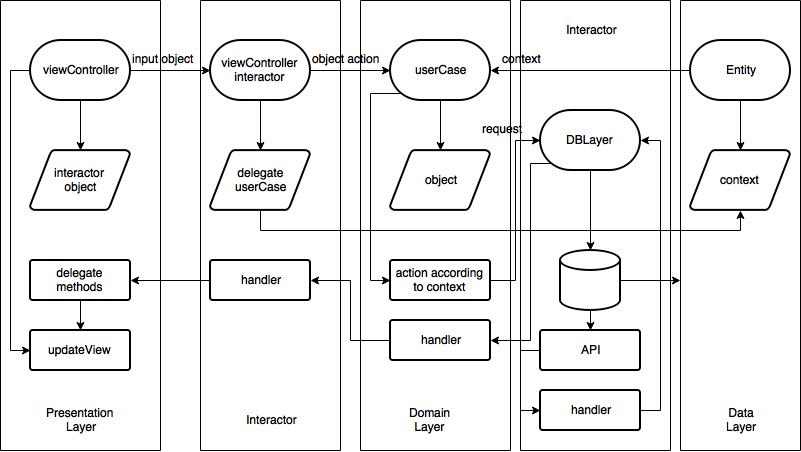 Interactor
viewController
input object
viewController
interactor
object action
userCase
context
Entity
request
DBLayer
interactor
object
delegate
userCase
object
context
delegate
methods
handler
action according
to context
updateView
handler
API
handler
Presentation
Layer
Interactor
Domain
Layer
Data
Layer